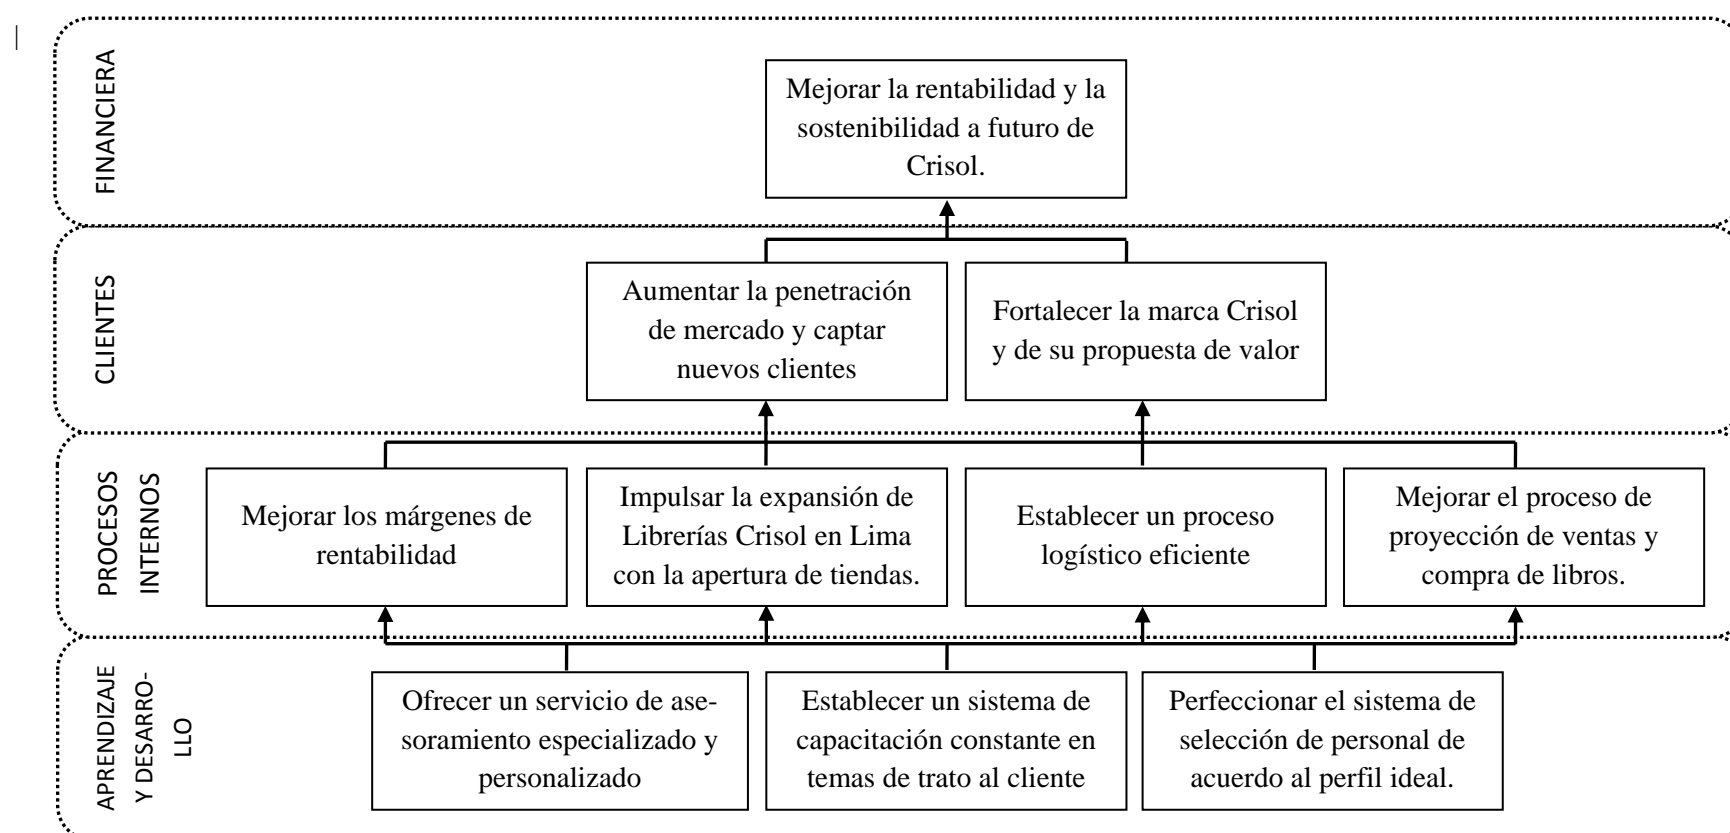 |
FINANCIERA
Mejorar la rentabilidad y la
sostenibilidad a futuro de
Crisol.
CLIENTES
Aumentar la penetración
de mercado y captar
nuevos clientes
Fortalecer la marca Crisol
y de su propuesta de valor
PROCESOS
INTERNOS
Mejorar los márgenes de
rentabilidad
Impulsar la expansión de
Librerías Crisol en Lima
con la apertura de tiendas.
Establecer un proceso
logístico eficiente
Mejorar el proceso de
proyección de ventas y
compra de libros.
APRENDIZAJE
Y DESARRO-
LLO
Ofrecer un servicio de ase-
soramiento especializado y
personalizado
Establecer un sistema de
capacitación constante en
temas de trato al cliente
Perfeccionar el sistema de
selección de personal de
acuerdo al perfil ideal.